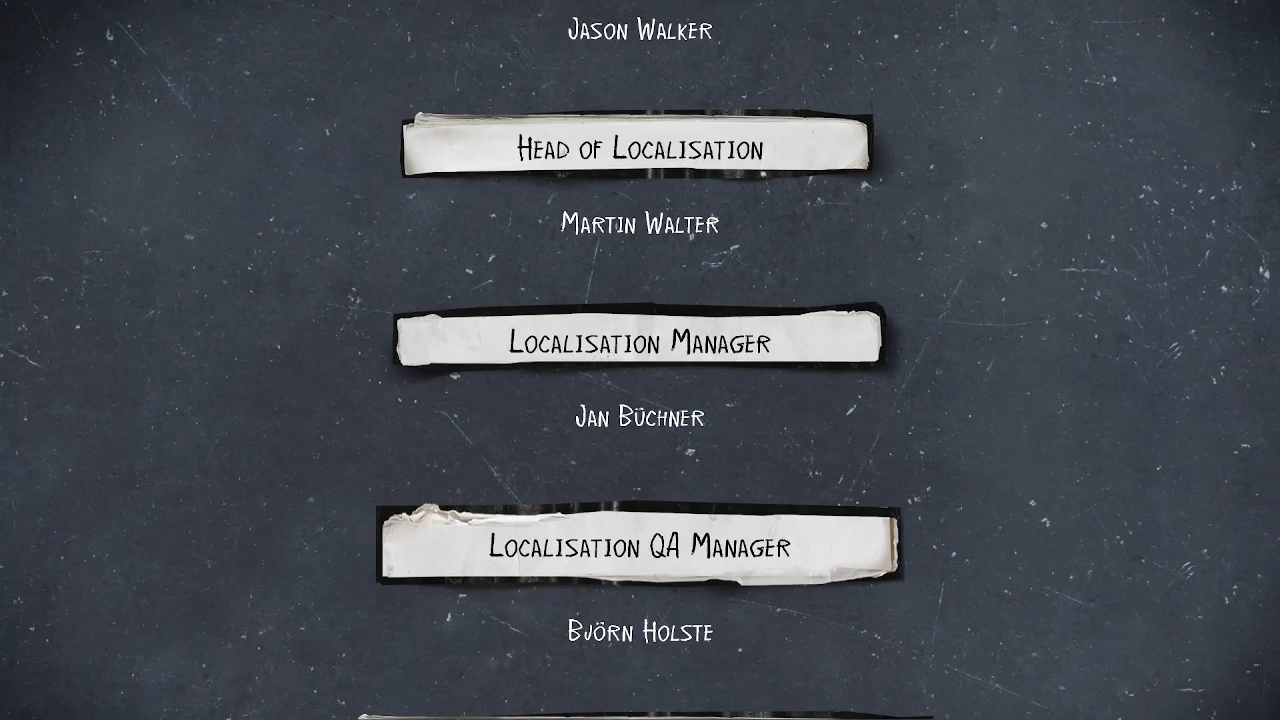 Jason Walker
Head of Localisation
Martin Walter
Localisation Manager
Jan Büchner
Localisation QA Manager
Björn Holste